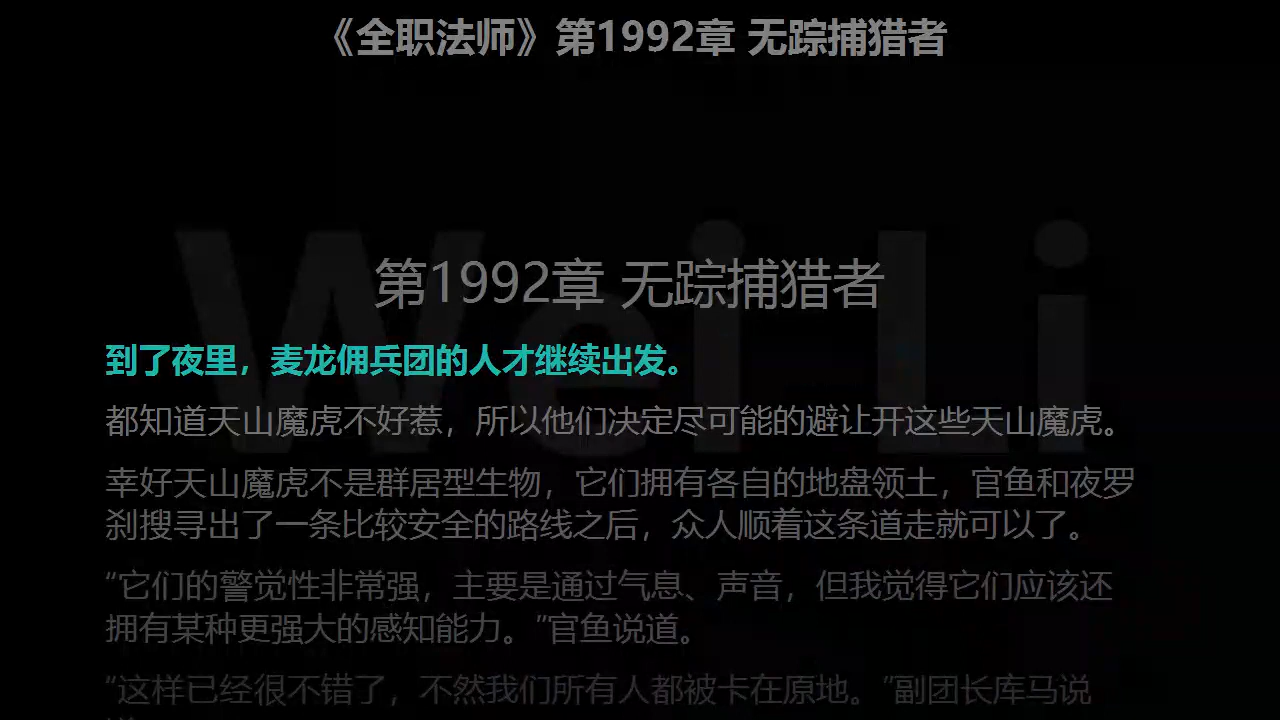 《全职法师》第1992章 无踪捕猎者
Wei Li
第1992章 无踪捕猎者
到了夜里，麦龙佣兵团的人才继续出发。
都知道天山魔虎不好惹，所以他们决定尽可能的避让开这些天山魔虎。
幸好天山魔虎不是群居型生物，它们拥有各自的地盘领土，官鱼和夜罗
刹搜寻出了一条比较安全的路线之后，众人顺着这条道走就可以了。
“它们的警觉性非常强，主要是通过气息、声音，但我觉得它们应该还
拥有某种更强大的感知能力。”官鱼说道。
“这样已经很不错了，不然我们所有人都被卡在原地。”副团长库马说